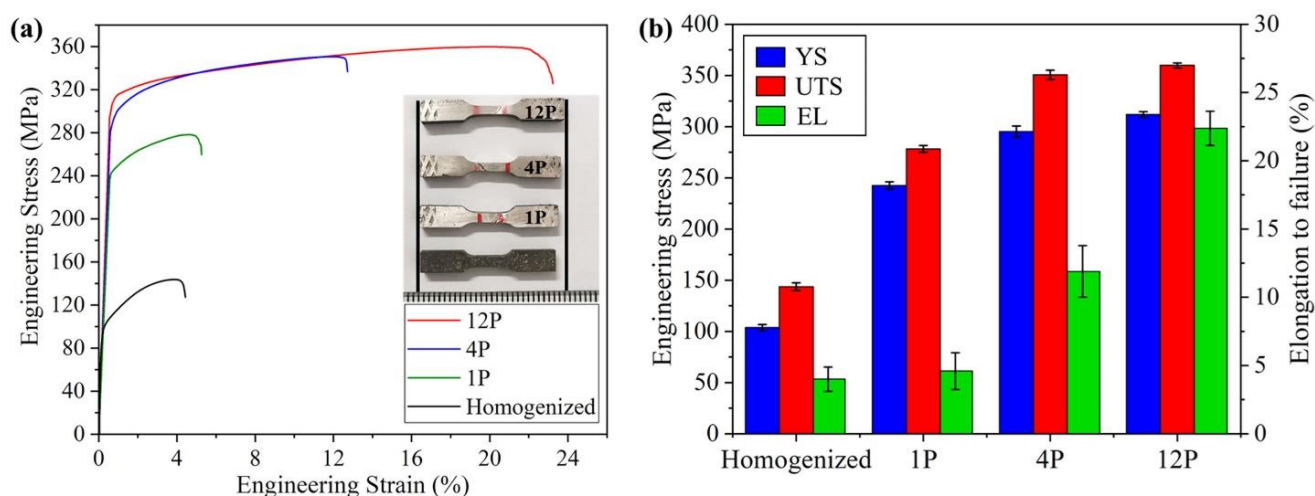 (a)
Engineering Stress (MPa)
360
320
280
240
200
160
120
80
40
0
0 4 8 12 16 20 24
Engineering Strain (%)
12P
4P
1P
12P
4P
1P
Homogenized
(b)
Engineering stress (MPa)
400
350
300
250
200
150
100
50
0
YS
UTS
EL
Homogenized 1P 4P 12P
30
25
20
15
10
5
0
Elongation to failure (%)